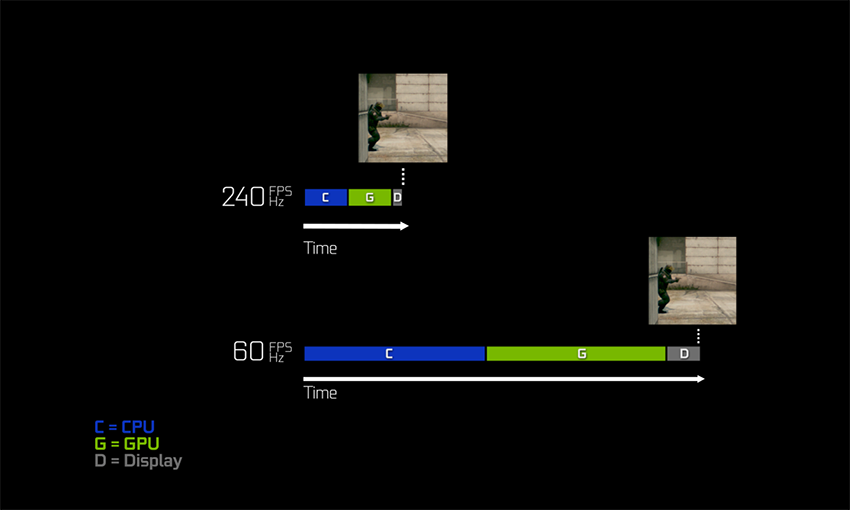 240 FPS
Hz
C G D
Time
60 FPS
Hz
C G D
Time
C = CPU
G = GPU
D = Display